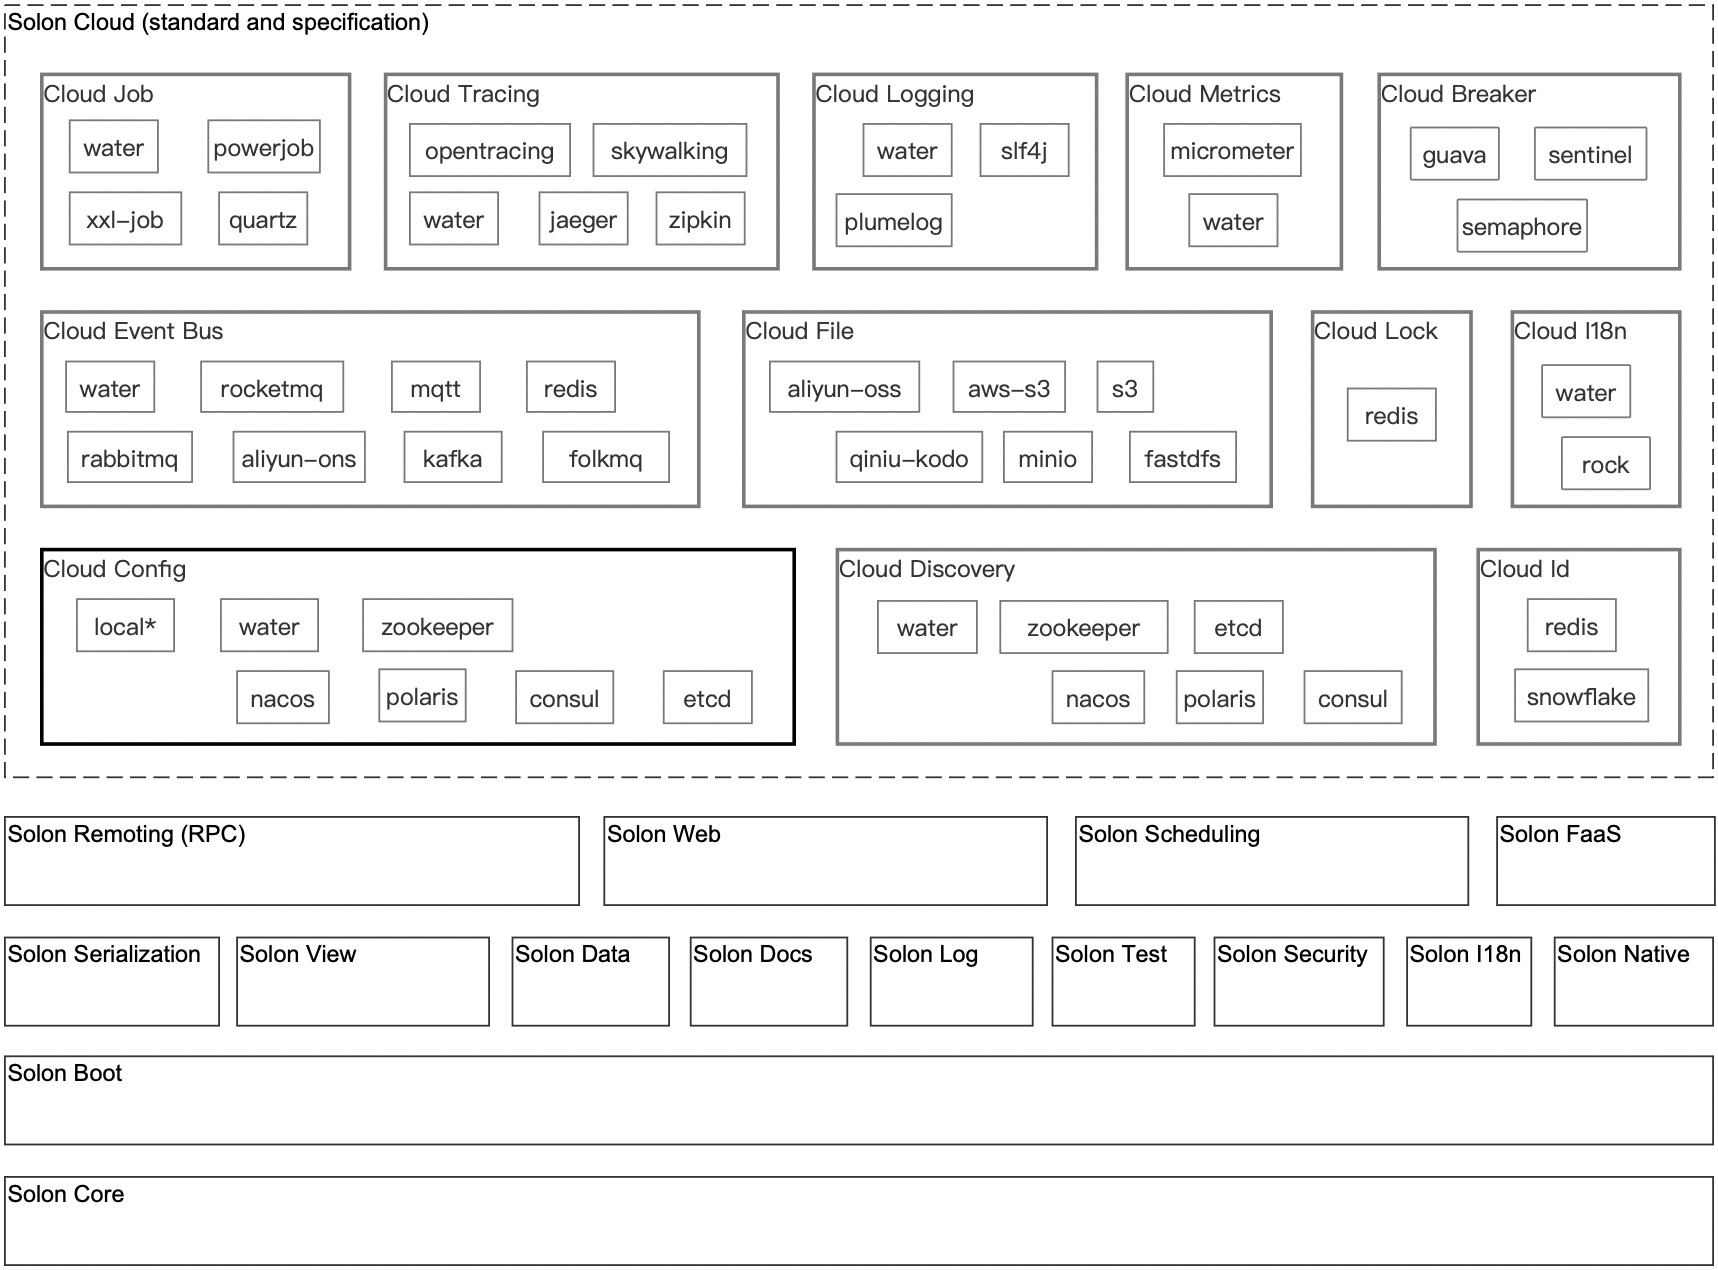 Solon Cloud (standard and specification)
Cloud Job
water
powerjob
xxl-job
quartz
Cloud Tracing
opentracing
skywalking
water
jaeger
zipkin
Cloud Logging
water
slf4j
plumelog
Cloud Metrics
micrometer
water
Cloud Breaker
guava
sentinel
semaphore
Cloud Event Bus
water
rocketmq
mqtt
redis
rabbitmq
aliyun-ons
kafka
folkmq
Cloud File
aliyun-oss
aws-s3
s3
qiniu-kodo
minio
fastdfs
Cloud Lock
redis
Cloud I18n
water
rock
Cloud Config
local*
water
zookeeper
nacos
polaris
consul
etcd
Cloud Discovery
water
zookeeper
etcd
nacos
polaris
consul
Cloud Id
redis
snowflake
Solon Remoting (RPC)
Solon Web
Solon Scheduling
Solon FaaS
Solon Serialization
Solon View
Solon Data
Solon Docs
Solon Log
Solon Test
Solon Security
Solon I18n
Solon Native
Solon Boot
Solon Core